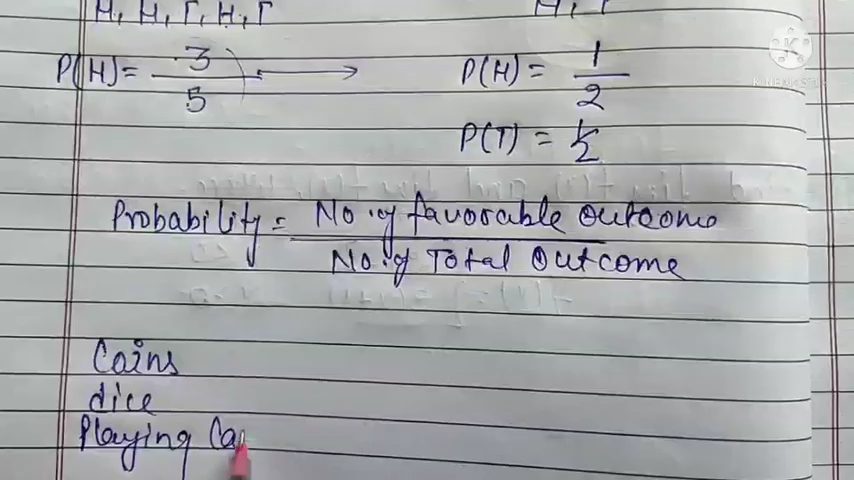 H, H, T, H, T
H, T
P(H) = 3/5 → P(H) = 1/2
P(T) = 1/2
Probability = No. of favorable outcome
No. of Total Outcome
Coins
dice
Playing Ca